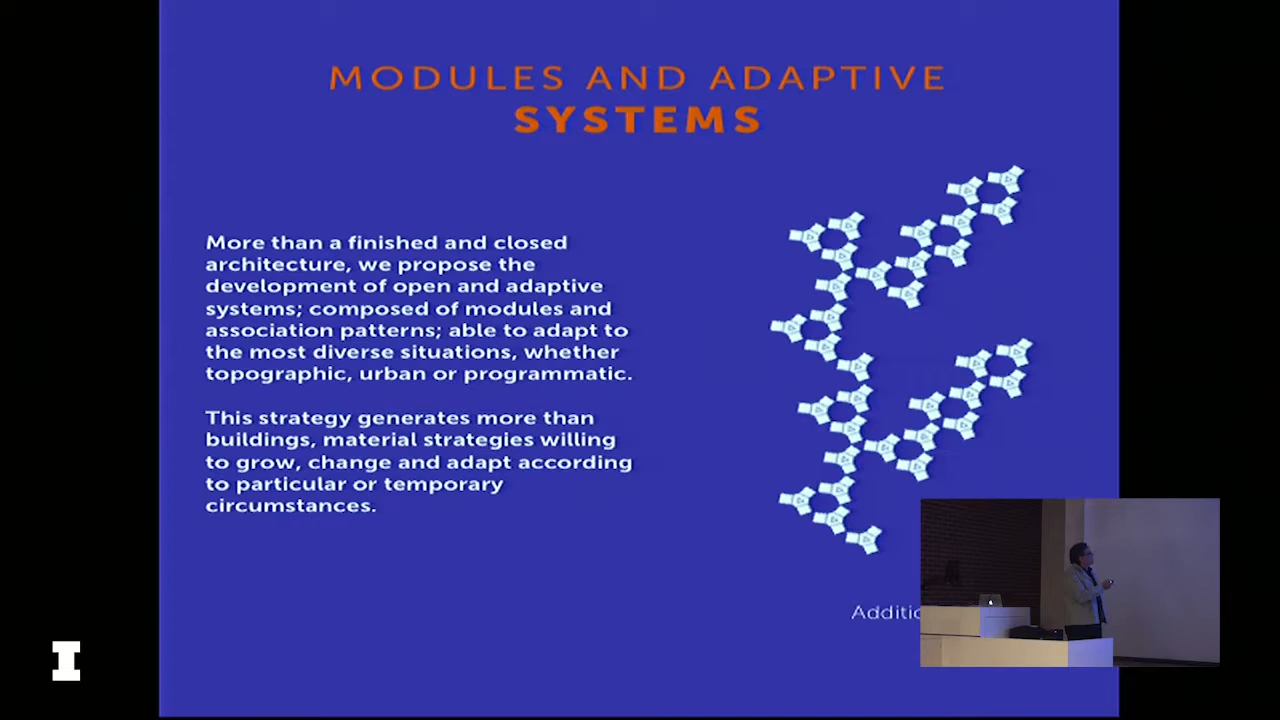 MODULES AND ADAPTIVE
SYSTEMS
More than a finished and closed
architecture, we propose the
development of open and adaptive
systems; composed of modules and
association patterns; able to adapt to
the most diverse situations, whether
topographic, urban or programmatic.
This strategy generates more than
buildings, material strategies willing
to grow, change and adapt according
to particular or temporary
circumstances.
I